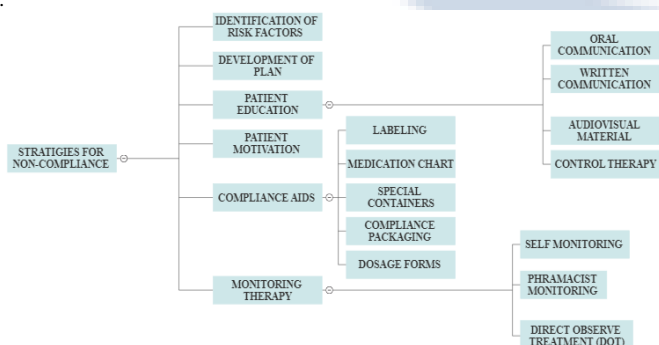 IDENTIFICATION OF
RISK FACTORS
DEVELOPMENT OF
PLAN
PATIENT
EDUCATION
PATIENT
MOTIVATION
STRATIGIES FOR
NON-COMPLIANCE
COMPLIANCE AIDS
MONITORING
THERAPY
LABELING
MEDICATION CHART
SPECIAL
CONTAINERS
COMPLIANCE
PACKAGING
DOSAGE FORMS
ORAL
COMMUNICATION
WRITTEN
COMMUNICATION
AUDIOVISUAL
MATERIAL
CONTROL THERAPY
SELF MONITORING
PHRAMACIST
MONITORING
DIRECT OBSERVE
TREATMENT (DOT)